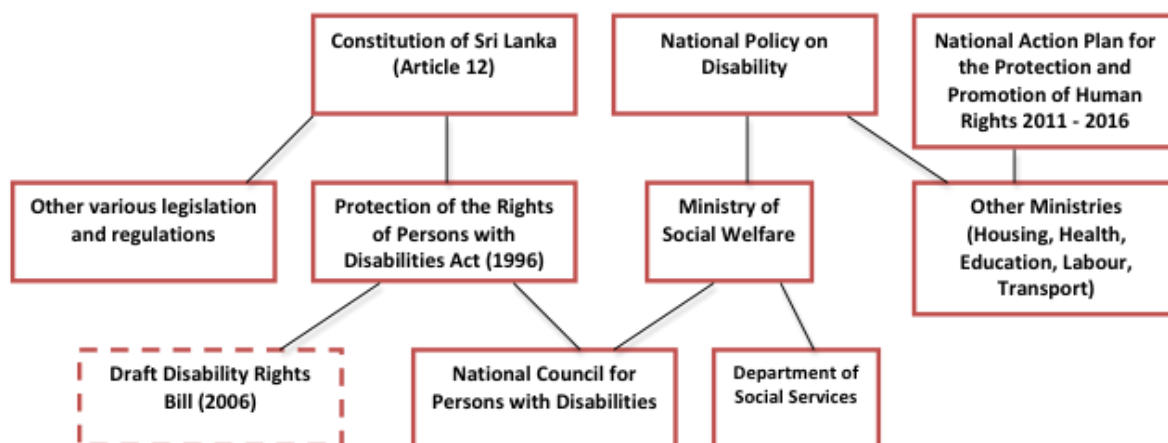 Constitution of Sri Lanka
(Article 12)
National Policy on
Disability
National Action Plan for
the Protection and
Promotion of Human
Rights 2011 - 2016
Other various legislation
and regulations
Protection of the Rights
of Persons with
Disabilities Act (1996)
Ministry of
Social Welfare
Other Ministries
(Housing, Health,
Education, Labour,
Transport)
Draft Disability Rights
Bill (2006)
National Council for
Persons with Disabilities
Department of
Social Services